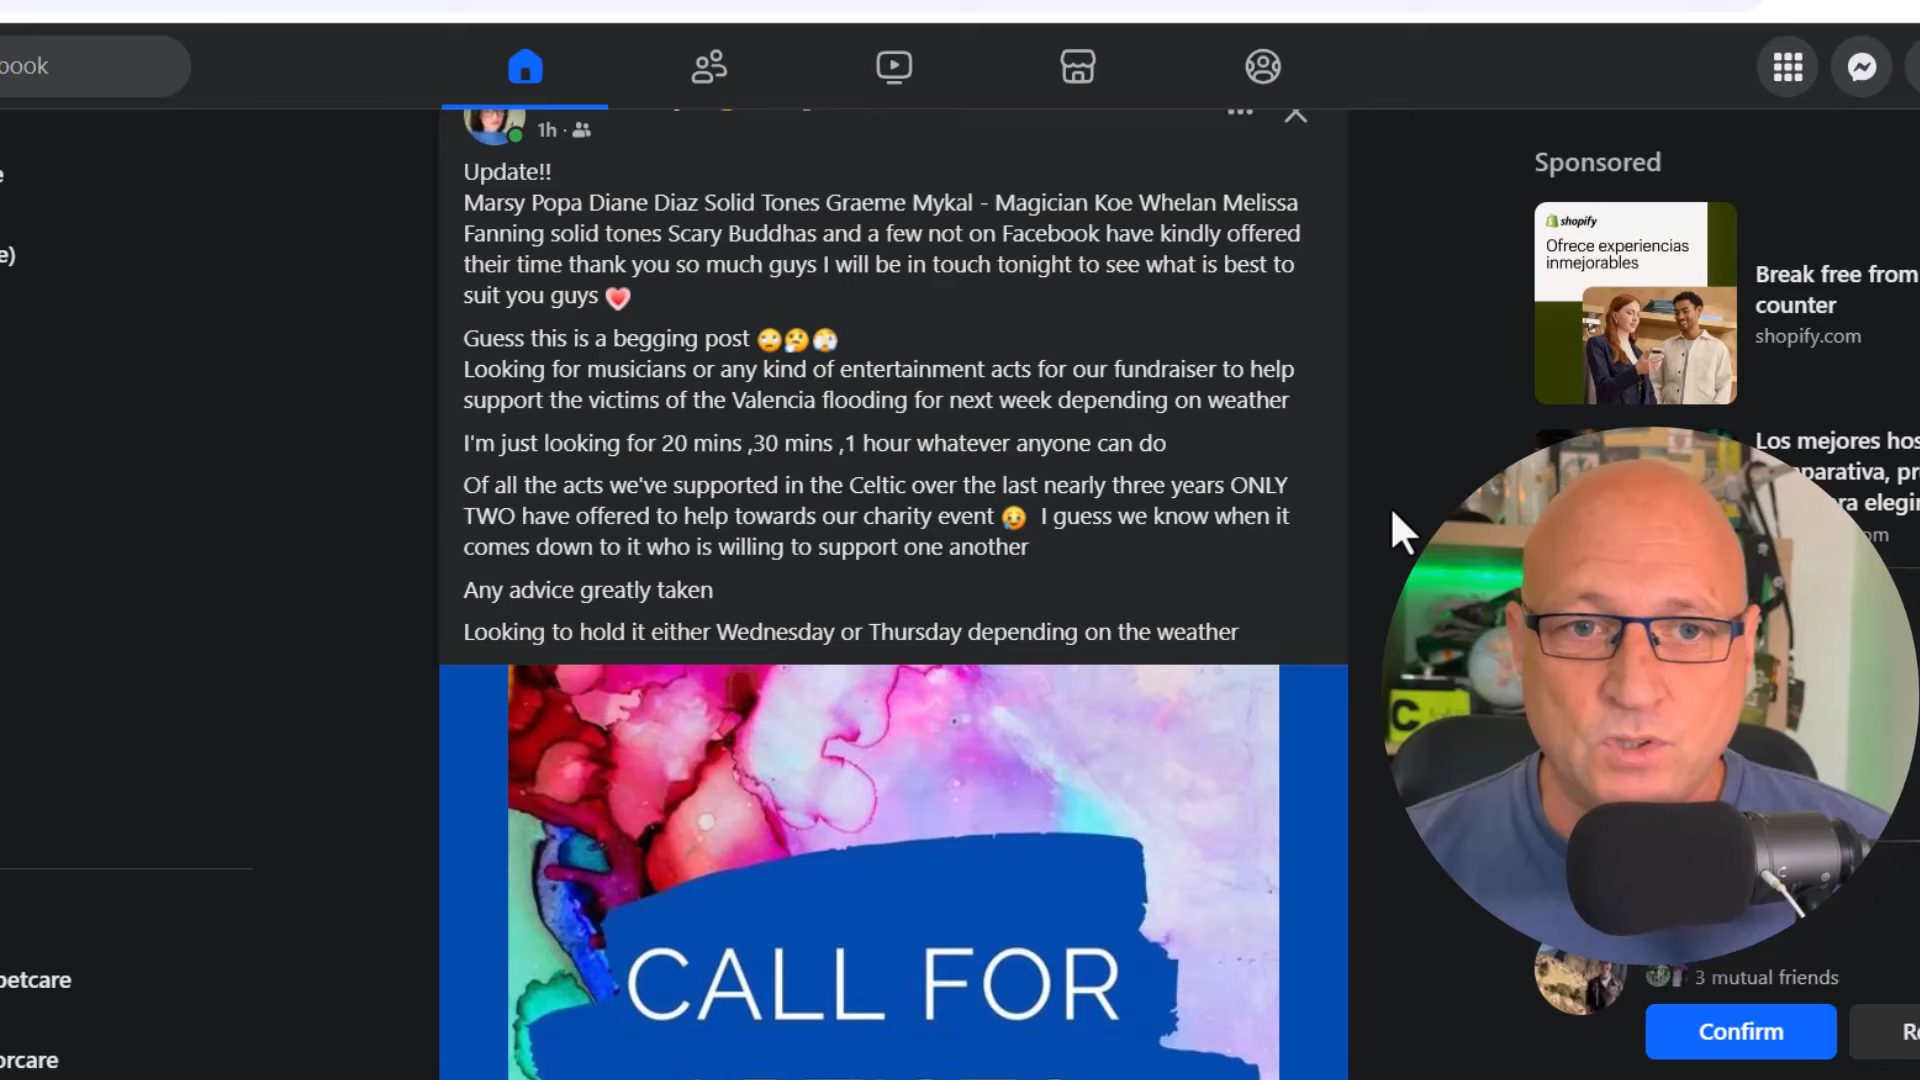 book
1h ·
Update!!
Marsy Popa Diane Diaz Solid Tones Graeme Mykal - Magician Koe Whelan Melissa
Fanning solid tones Scary Buddhas and a few not on Facebook have kindly offered
their time thank you so much guys I will be in touch tonight to see what is best to
suit you guys ❤️
Guess this is a begging post 🙄🤔🫣
Looking for musicians or any kind of entertainment acts for our fundraiser to help
support the victims of the Valencia flooding for next week depending on weather
I'm just looking for 20 mins ,30 mins ,1 hour whatever anyone can do
Of all the acts we've supported in the Celtic over the last nearly three years ONLY
TWO have offered to help towards our charity event 😥 I guess we know when it
comes down to it who is willing to support one another
Any advice greatly taken
Looking to hold it either Wednesday or Thursday depending on the weather
CALL FOR
e
e)
petcare
orcare
Sponsored
shopify
Ofrece experiencias
inmejorables
Break free from
counter
shopify.com
Los mejores hos
parativa, pr
ra elegir
om
C
3 mutual friends
Confirm
Re